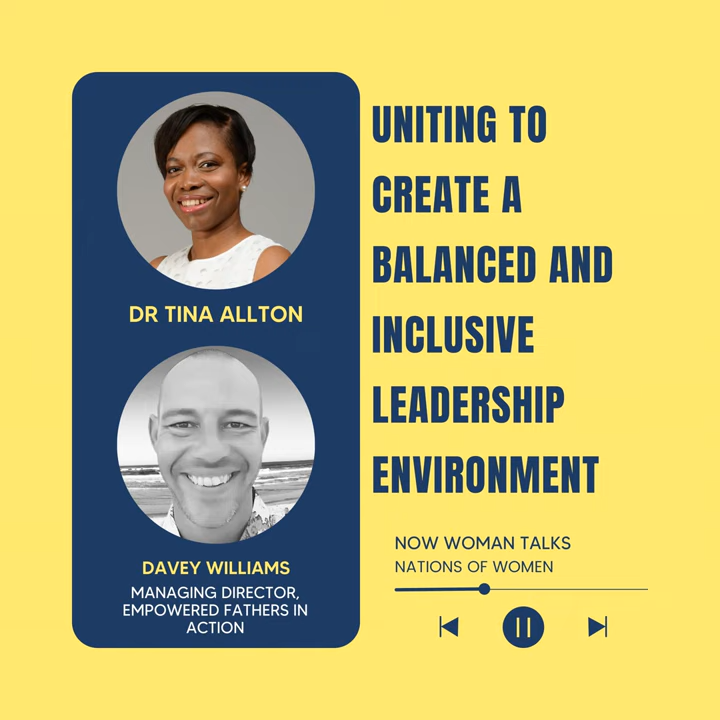 DR TINA ALLTON
DAVEY WILLIAMS
MANAGING DIRECTOR,
EMPOWERED FATHERS IN
ACTION
UNITING TO
CREATE A
BALANCED AND
INCLUSIVE
LEADERSHIP
ENVIRONMENT
NOW WOMAN TALKS
NATIONS OF WOMEN